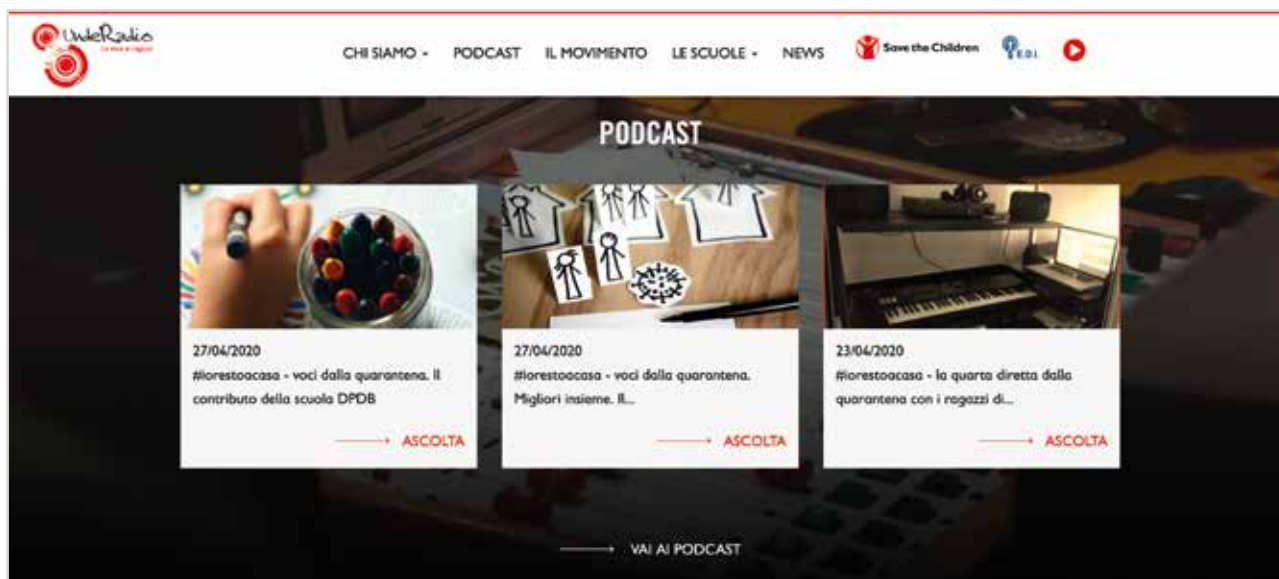 UndeRadio
CHI SIAMO
PODCAST
IL MOVIMENTO
LE SCUOLE
NEWS
Save the Children
E.D.I.
PODCAST
27/04/2020
#iorestoacasa - voci dalla quarantena. Il
contributo della scuola DPDB
ASCOLTA
27/04/2020
#iorestoacasa - voci dalla quarantena.
Migliori insieme. Il...
ASCOLTA
23/04/2020
#iorestoacasa - la quarta diretta dalla
quarantena con i ragazzi di...
ASCOLTA
VAI AI PODCAST